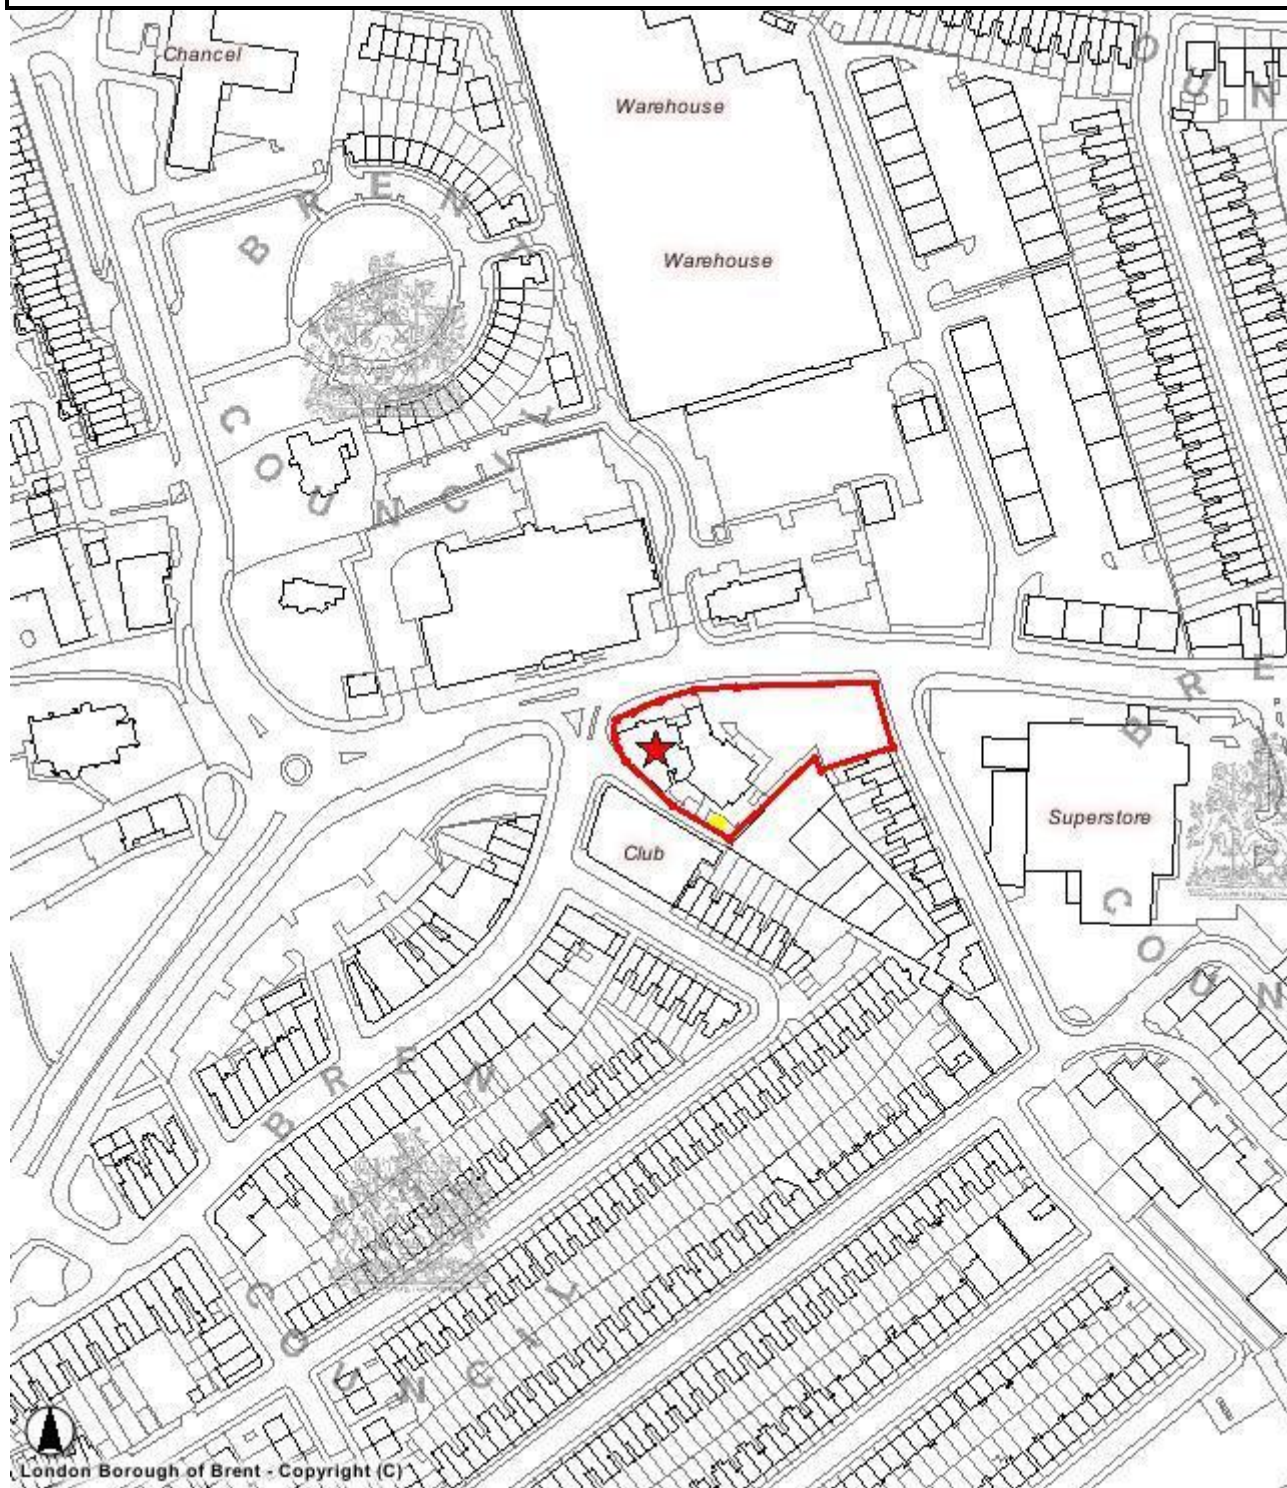 Chancel
Warehouse
Warehouse
BRENT
COUNCIL
Superstore
Club
BRENT
COUNCIL
London Borough of Brent - Copyright (C)